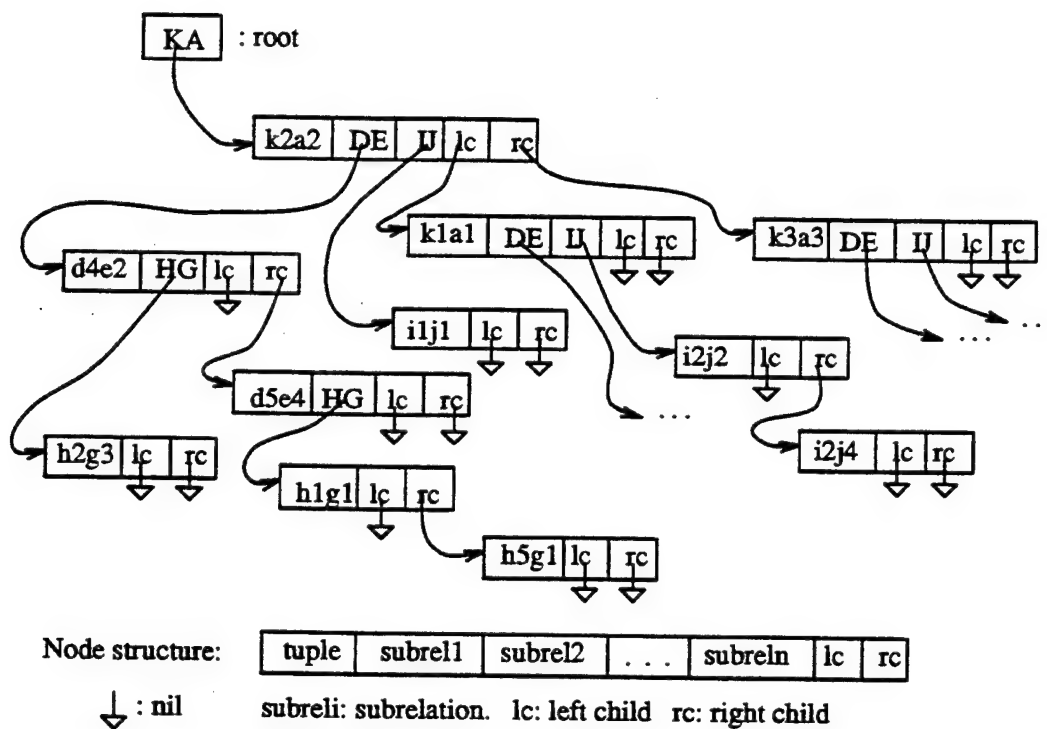 KA : root
k2a2 DE IJ lc rc
k1a1 DE IJ lc rc
k3a3 DE IJ lc rc
d4e2 HG lc rc
... ..
i1j1 lc rc
i2j2 lc rc
d5e4 HG lc rc
...
h2g3 lc rc
i2j4 lc rc
h1g1 lc rc
h5g1 lc rc
Node structure: tuple subrel1 subrel2 . . . subreln lc rc
: nil subreli: subrelation. lc: left child rc: right child